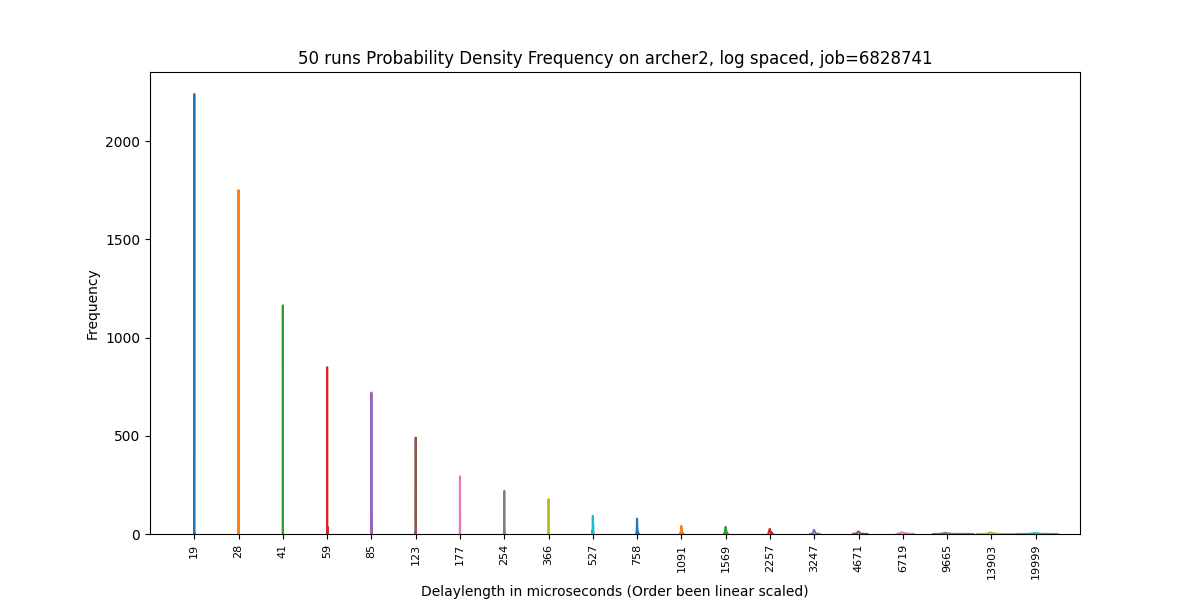 50 runs Probability Density Frequency on archer2, log spaced, job=6828741
Frequency
2000
1500
1000
500
0
19 28 41 59 85 123 177 254 366 527 758 1091 1569 2257 3247 4671 6719 9665 13903 19999
Delaylength in microseconds (Order been linear scaled)